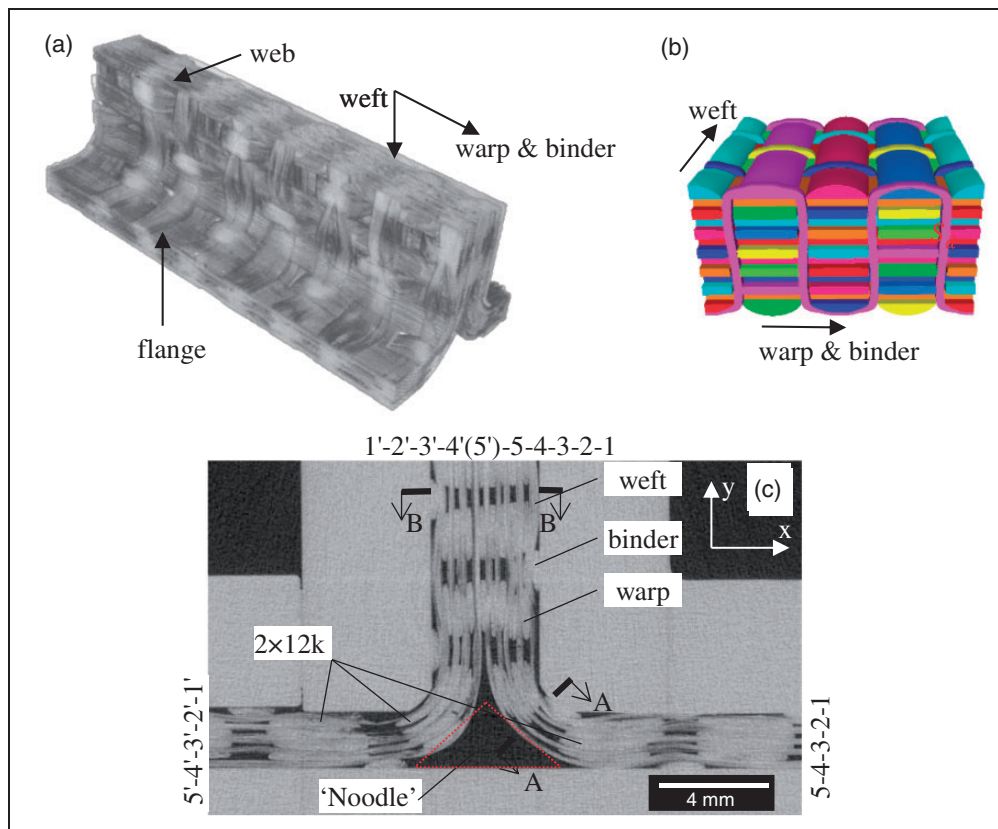 (a)
web
weft
warp & binder
flange
(b)
weft
warp & binder
1'-2'-3'-4'(5')-5-4-3-2-1
(c)
weft
y
x
B
B
binder
warp
2×12k
A
5'-4'-3'-2'-1'
5-4-3-2-1
A
'Noodle'
4 mm